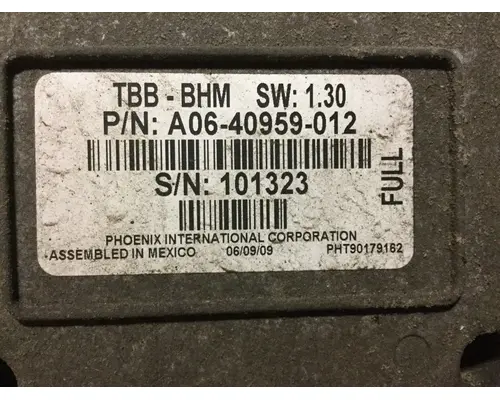 TBB - BHM SW: 1.30
P/N: A06-40959-012
S/N: 101323
FULL
PHOENIX INTERNATIONAL CORPORATION
ASSEMBLED IN MEXICO 06/09/09 PHT90179162